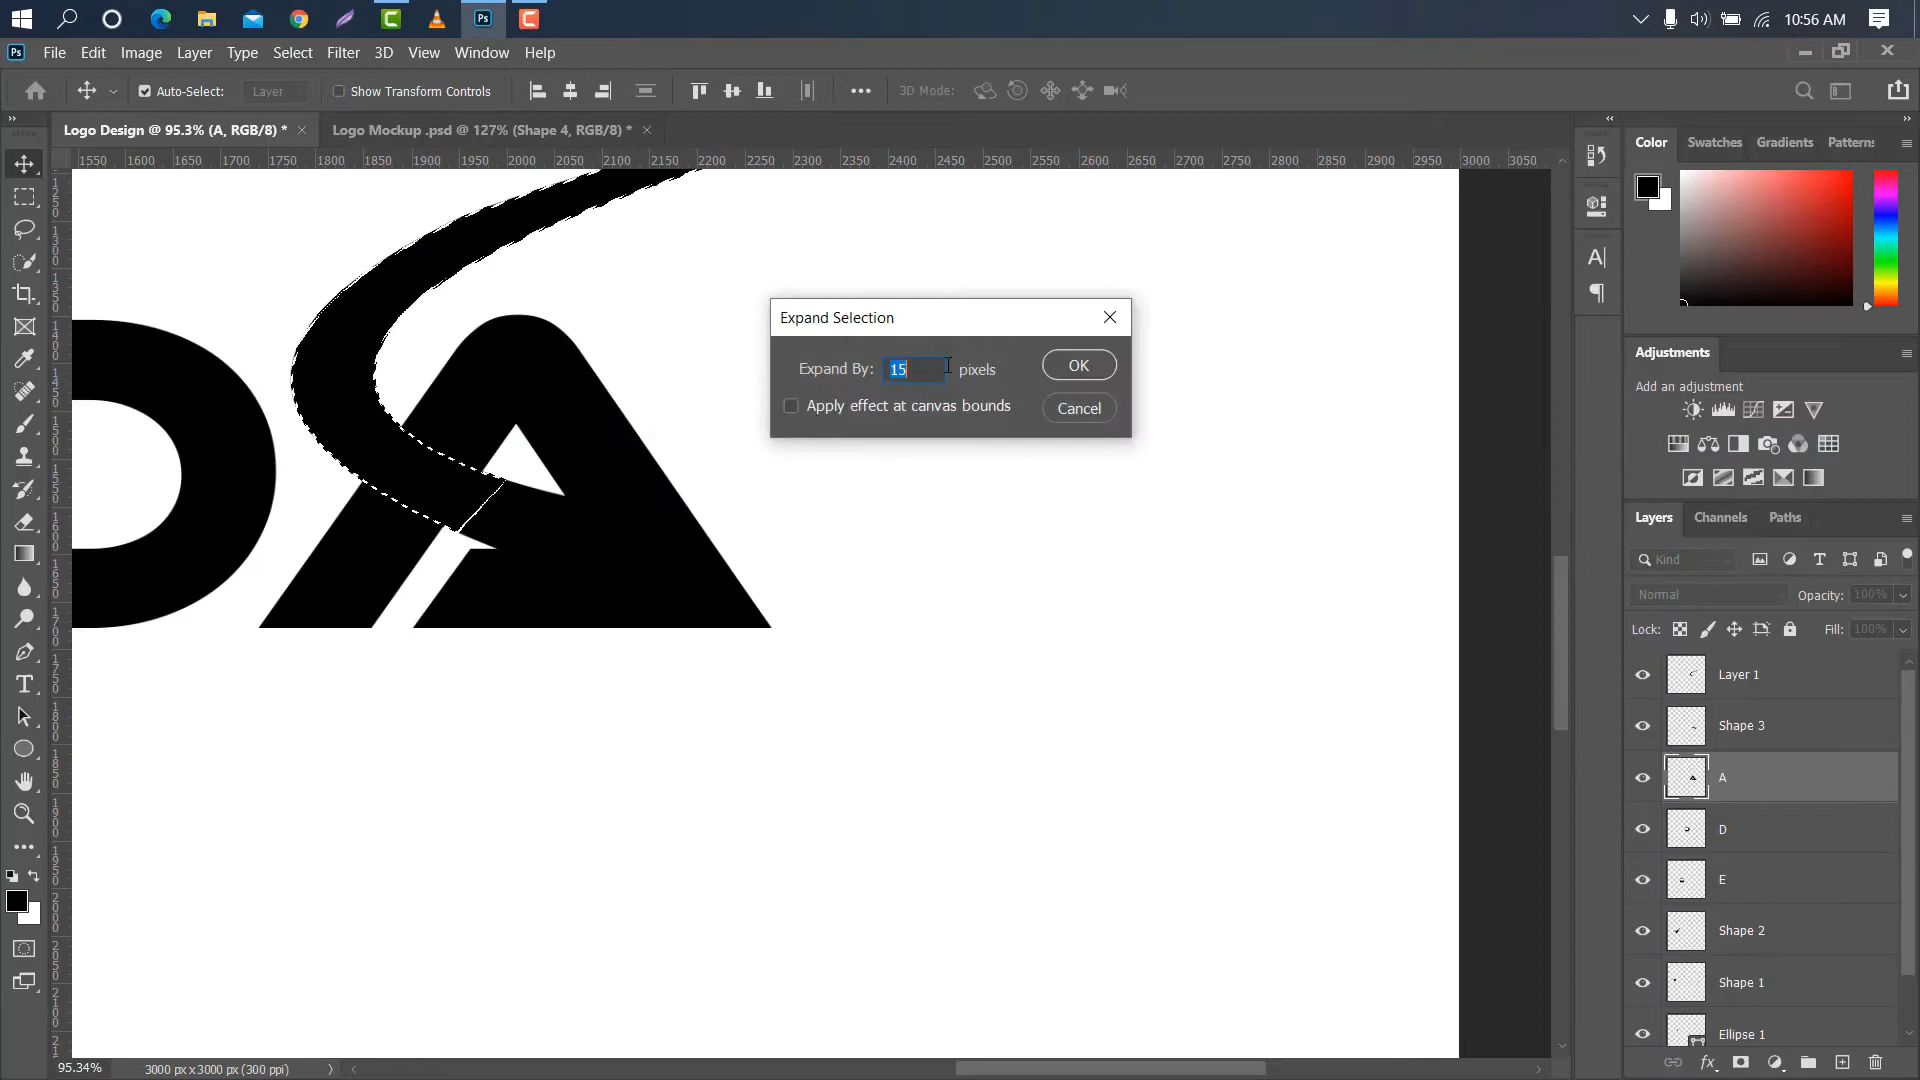 10:56 AM
Ps File Edit Image Layer Type Select Filter 3D View Window Help
Auto-Select: Layer Show Transform Controls 3D Mode:
Logo Design @ 95.3% (A, RGB/8) * Logo Mockup .psd @ 127% (Shape 4, RGB/8) *
1550 1600 1650 1700 1750 1800 1850 1900 1950 2000 2050 2100 2150 2200 2250 2300 2350 2400 2450 2500 2550 2600 2650 2700 2750 2800 2850 2900 2950 3000 3050
Color Swatches Gradients Patterns
Expand Selection
Expand By: 15 pixels OK
Apply effect at canvas bounds Cancel
DA
Adjustments
Add an adjustment
Layers Channels Paths
Kind
Normal Opacity: 100%
Lock: Fill: 100%
Layer 1
Shape 3
A
D
E
Shape 2
Shape 1
Ellipse 1
95.34% 3000 px x 3000 px (300 ppi)